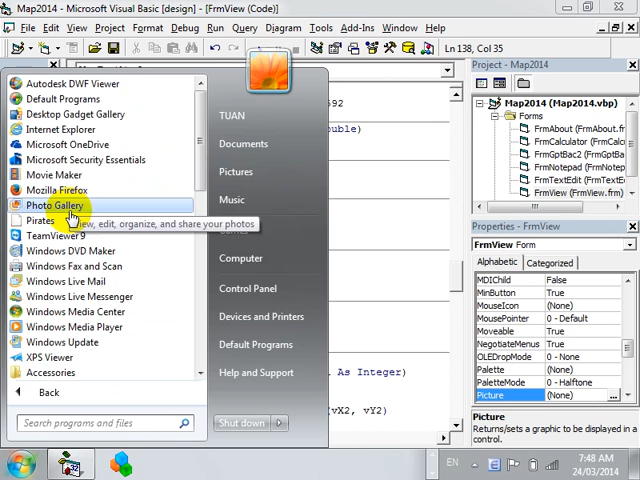 Map2014 - Microsoft Visual Basic [design] - [FrmView (Code)]
File Edit View Project Format Debug Run Query Diagram Tools Add-Ins Window Help
Ln 138, Col 35
Autodesk DWF Viewer
Default Programs
Desktop Gadget Gallery
Internet Explorer
Microsoft OneDrive
Microsoft Security Essentials
Movie Maker
Mozilla Firefox
Photo Gallery
Pirates
view, edit, organize, and share your photos
TeamViewer 9
Windows DVD Maker
Windows Fax and Scan
Windows Live Mail
Windows Live Messenger
Windows Media Center
Windows Media Player
Windows Update
XPS Viewer
Accessories
Back
Search programs and files
TUAN
Documents
Pictures
Music
Computer
Control Panel
Devices and Printers
Default Programs
Help and Support
Shut down
592
ouble)
, As Integer)
(vX2, vY2)
Project - Map2014
Map2014 (Map2014.vbp)
Forms
FrmAbout (FrmAbout.fr
FrmCalculator (FrmCalc
FrmGptBac2 (FrmGptBa
FrmNotepad (FrmNotep
FrmTextEdit (FrmTextE
FrmView (FrmView.frm)
Properties - FrmView
FrmView Form
Alphabetic Categorized
MDIChild False
MinButton True
MouseIcon (None)
MousePointer 0 - Default
Moveable True
NegotiateMenus True
OLEDropMode 0 - None
Palette (None)
PaletteMode 0 - Halftone
Picture (None) ...
Picture
Returns/sets a graphic to be displayed in a control.
EN
7:48 AM
24/03/2014